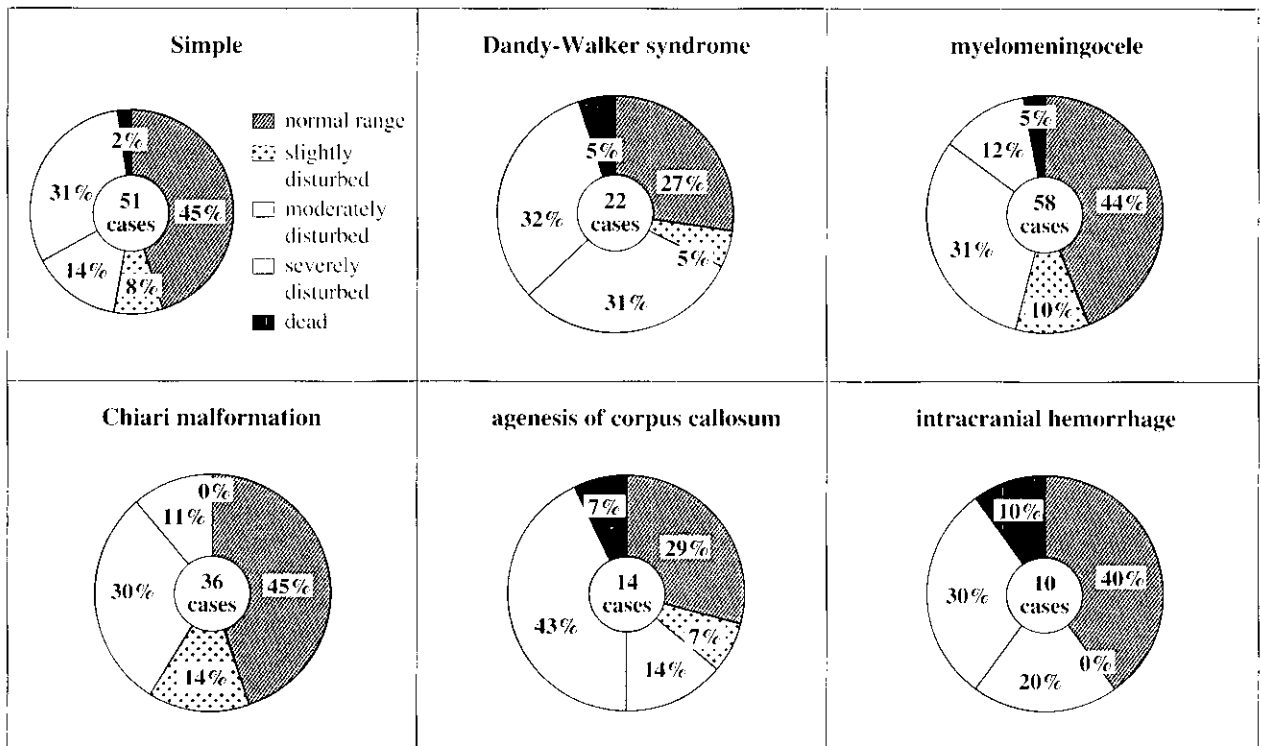 Simple
2%
31%
51
cases
45%
14%
8%
normal range
slightly
disturbed
moderately
disturbed
severely
disturbed
dead
Dandy-Walker syndrome
5%
27%
32%
22
cases
5%
31%
myelomeningocele
5%
12%
58
cases
44%
31%
10%
Chiari malformation
0%
11%
30%
36
cases
45%
14%
agenesis of corpus callosum
7%
29%
14
cases
43%
7%
14%
intracranial hemorrhage
10%
30%
10
cases
40%
0%
20%